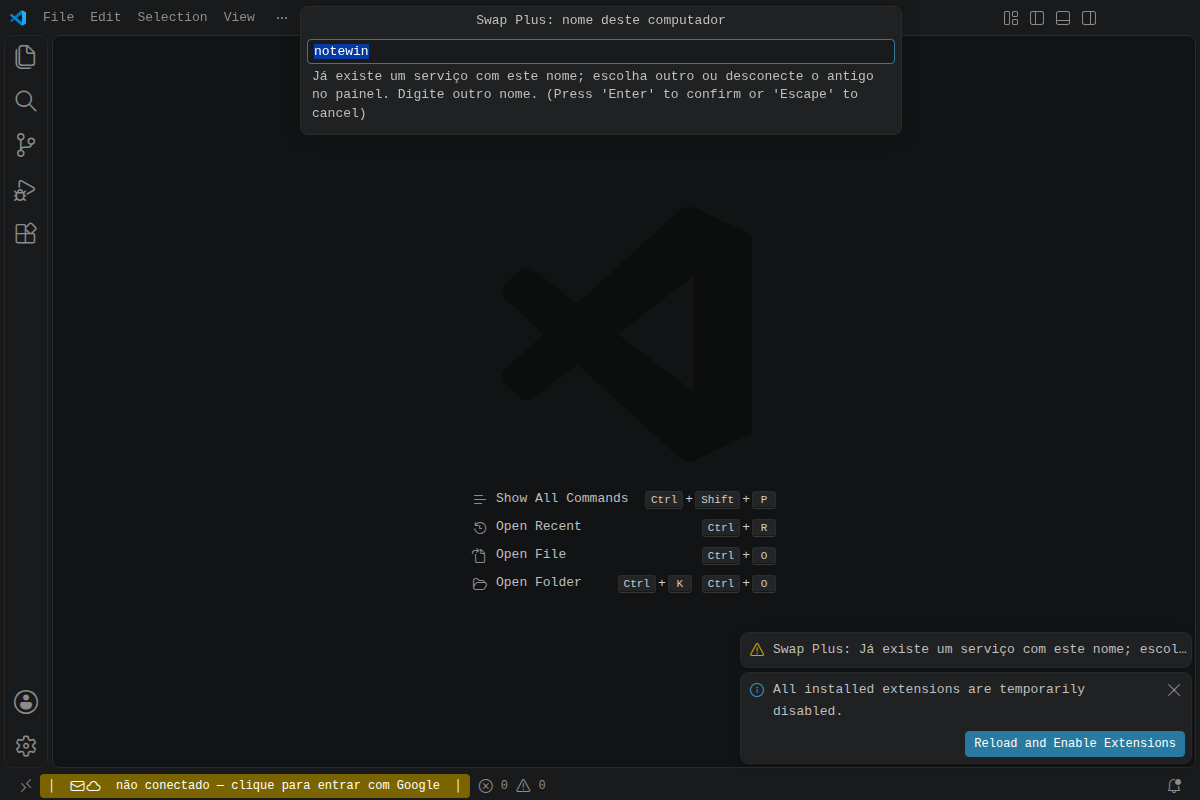 File Edit Selection View ···
Swap Plus: nome deste computador
notewin
Já existe um serviço com este nome; escolha outro ou desconecte o antigo
no painel. Digite outro nome. (Press 'Enter' to confirm or 'Escape' to
cancel)
Show All Commands Ctrl + Shift + P
Open Recent Ctrl + R
Open File Ctrl + O
Open Folder Ctrl + K Ctrl + O
Swap Plus: Já existe um serviço com este nome; escol…
All installed extensions are temporarily
disabled.
Reload and Enable Extensions
| não conectado — clique para entrar com Google | 0 0